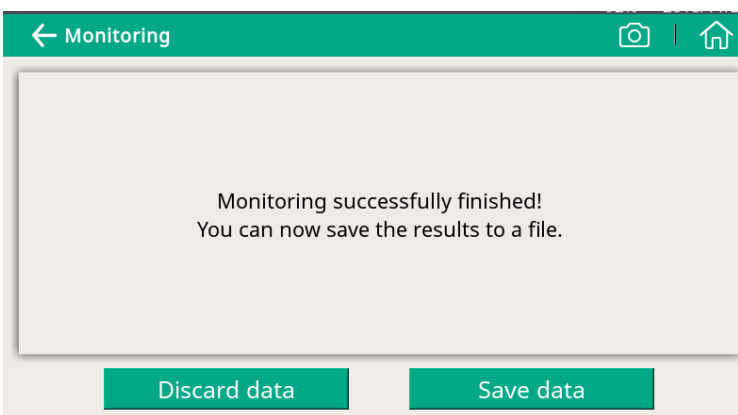 Monitoring
Monitoring successfully finished!
You can now save the results to a file.
Discard data
Save data